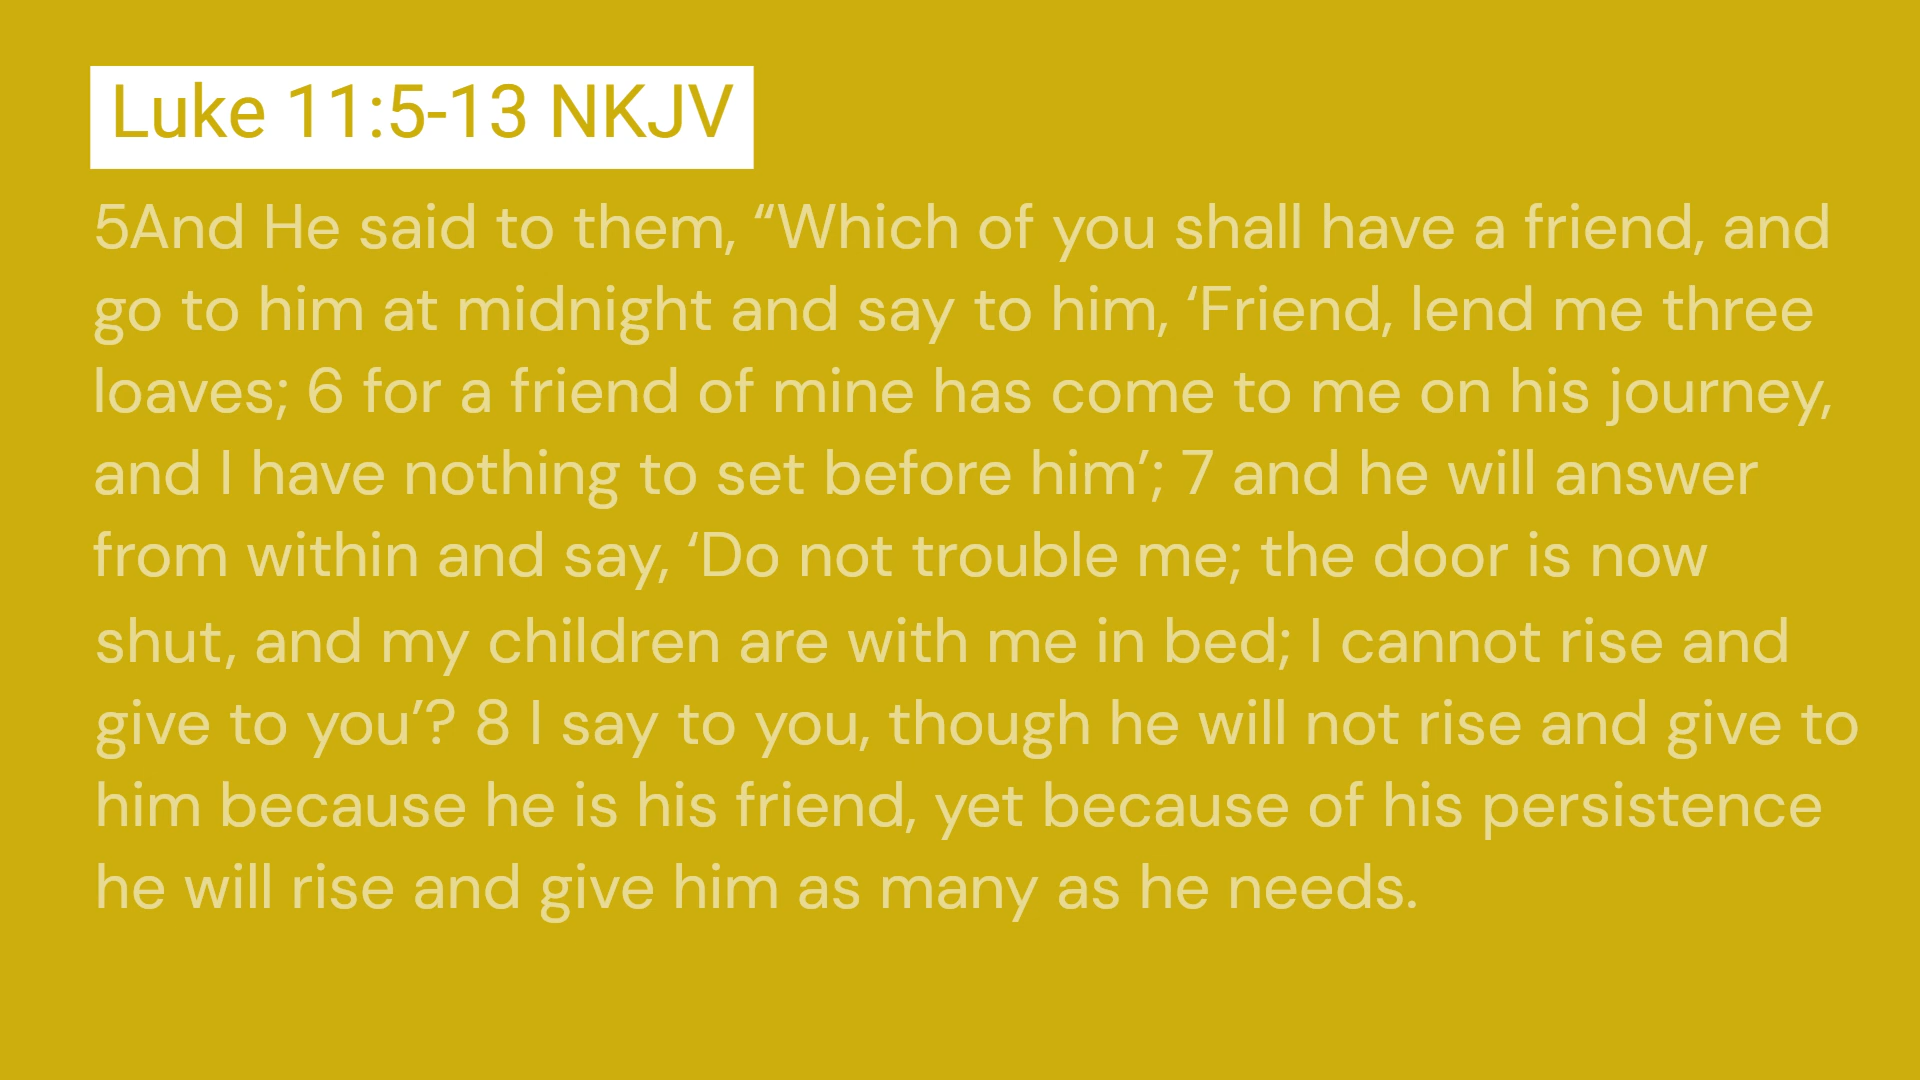 Luke 11:5-13 NKJV
5And He said to them, “Which of you shall have a friend, and
go to him at midnight and say to him, ‘Friend, lend me three
loaves; 6 for a friend of mine has come to me on his journey,
and I have nothing to set before him’; 7 and he will answer
from within and say, ‘Do not trouble me; the door is now
shut, and my children are with me in bed; I cannot rise and
give to you’? 8 I say to you, though he will not rise and give to
him because he is his friend, yet because of his persistence
he will rise and give him as many as he needs.